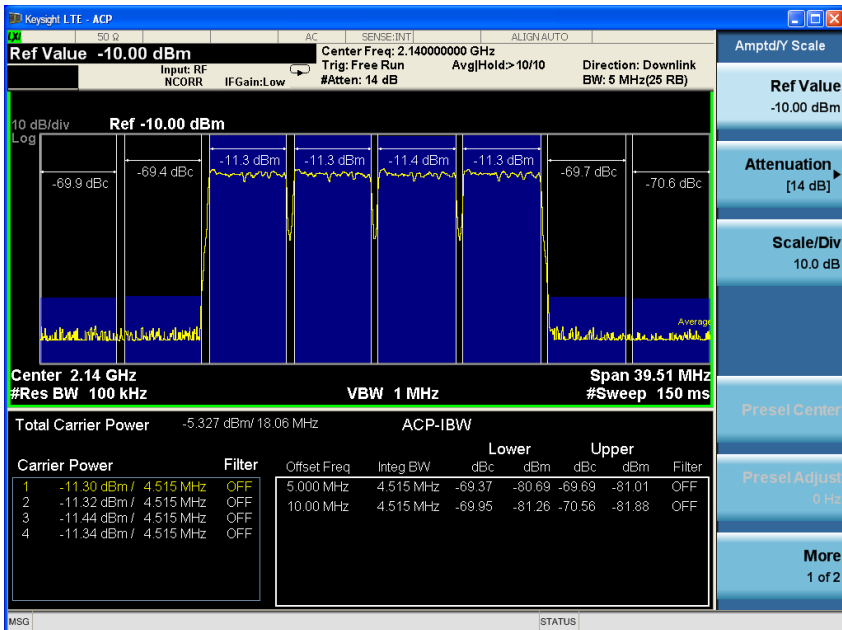 Keysight LTE - ACP
LXI
50 Ω AC SENSE:INT ALIGN AUTO
Ref Value -10.00 dBm
Input: RF
NCORR
IFGain:Low
Center Freq: 2.140000000 GHz
Trig: Free Run
#Atten: 14 dB
Avg|Hold:> 10/10
Direction: Downlink
BW: 5 MHz(25 RB)
10 dB/div Ref -10.00 dBm
Log
-69.9 dBc -69.4 dBc -11.3 dBm -11.3 dBm -11.4 dBm -11.3 dBm -69.7 dBc -70.6 dBc
Average
Center 2.14 GHz Span 39.51 MHz
#Res BW 100 kHz VBW 1 MHz #Sweep 150 ms
Total Carrier Power -5.327 dBm/ 18.06 MHz ACP-IBW
Lower Upper
Carrier Power Filter
Offset Freq Integ BW dBc dBm dBc dBm Filter
1 -11.30 dBm / 4.515 MHz OFF
2 -11.32 dBm / 4.515 MHz OFF
3 -11.44 dBm / 4.515 MHz OFF
4 -11.34 dBm / 4.515 MHz OFF
5.000 MHz 4.515 MHz -69.37 -80.69 -69.69 -81.01 OFF
10.00 MHz 4.515 MHz -69.95 -81.26 -70.56 -81.88 OFF
Amptd/Y Scale
Ref Value
-10.00 dBm
Attenuation
[14 dB]
Scale/Div
10.0 dB
Presel Center
Presel Adjust
0 Hz
More
1 of 2
MSG STATUS